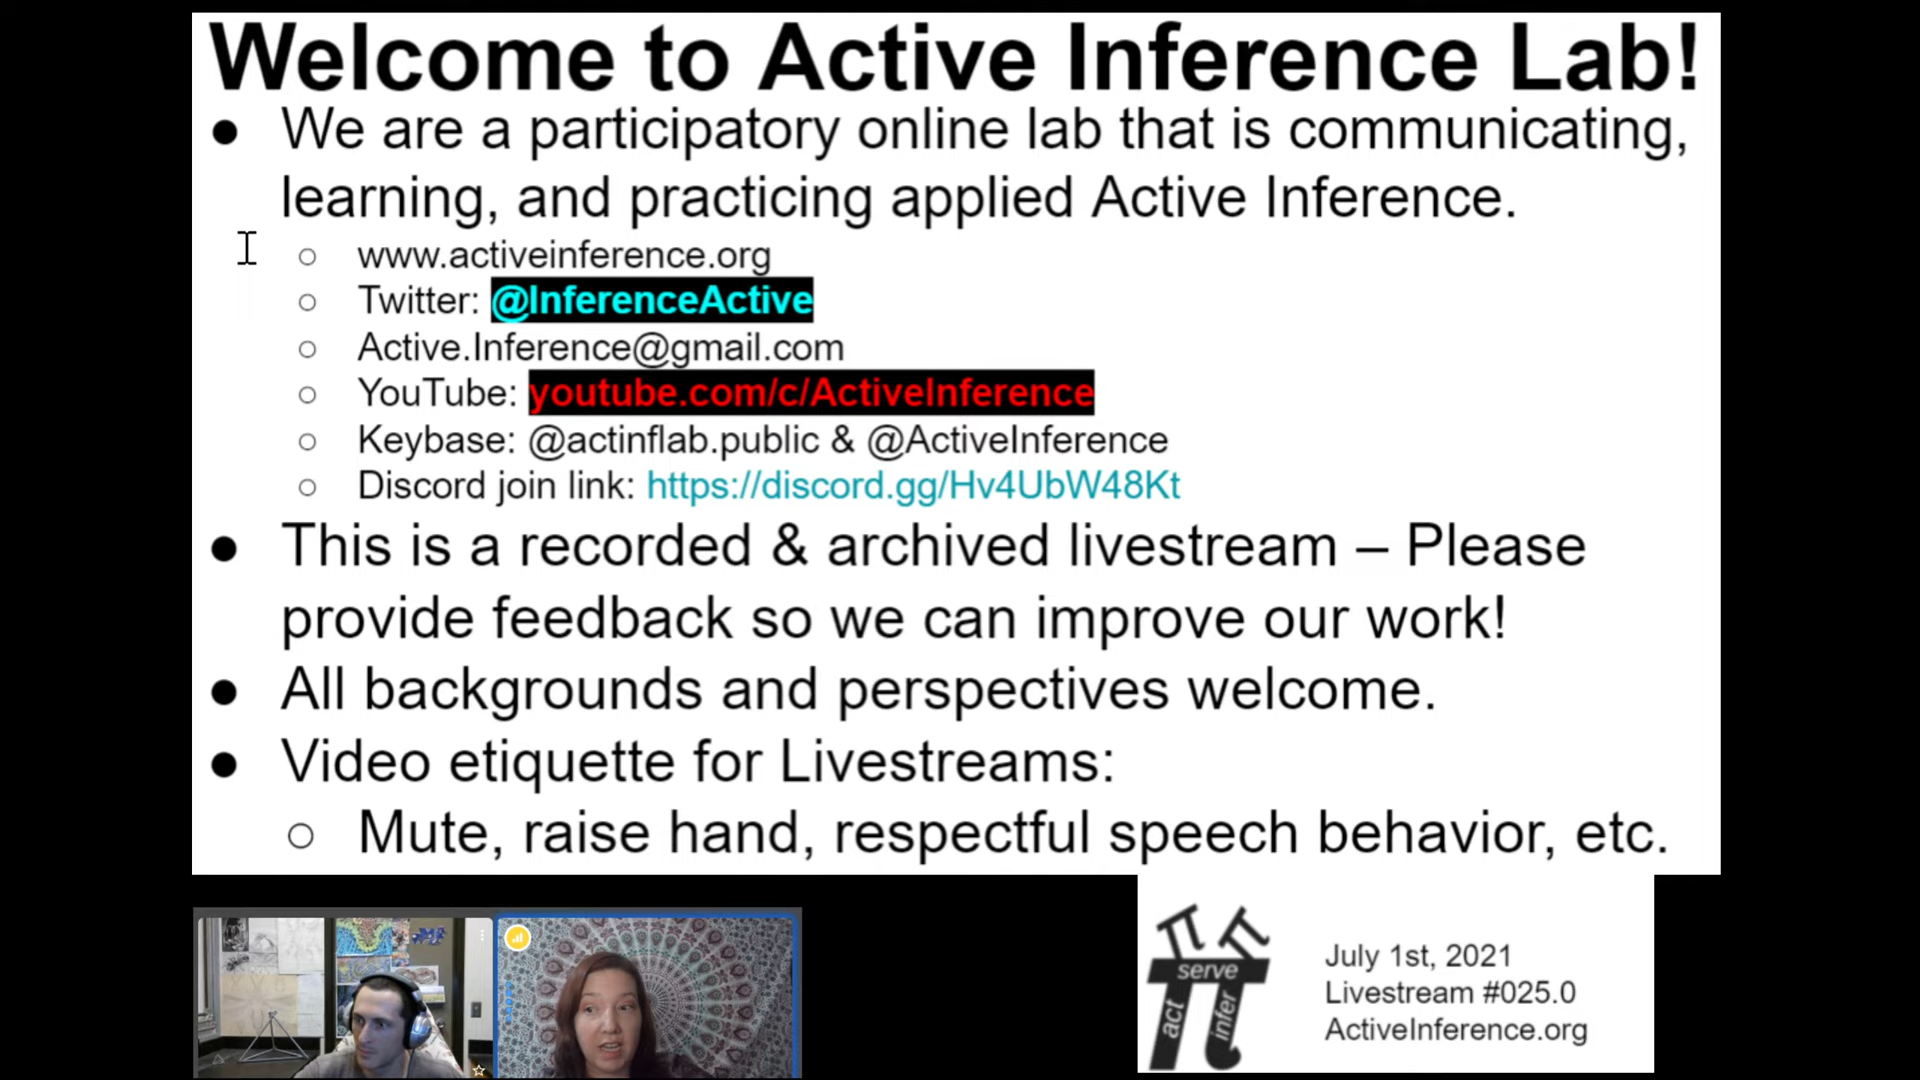 Welcome to Active Inference Lab!
● We are a participatory online lab that is communicating,
learning, and practicing applied Active Inference.
○ www.activeinference.org
○ Twitter: @InferenceActive
○ Active.Inference@gmail.com
○ YouTube: youtube.com/c/ActiveInference
○ Keybase: @actinflab.public & @ActiveInference
○ Discord join link: https://discord.gg/Hv4UbW48Kt
● This is a recorded & archived livestream – Please
provide feedback so we can improve our work!
● All backgrounds and perspectives welcome.
● Video etiquette for Livestreams:
○ Mute, raise hand, respectful speech behavior, etc.
serve
act
infer
July 1st, 2021
Livestream #025.0
ActiveInference.org